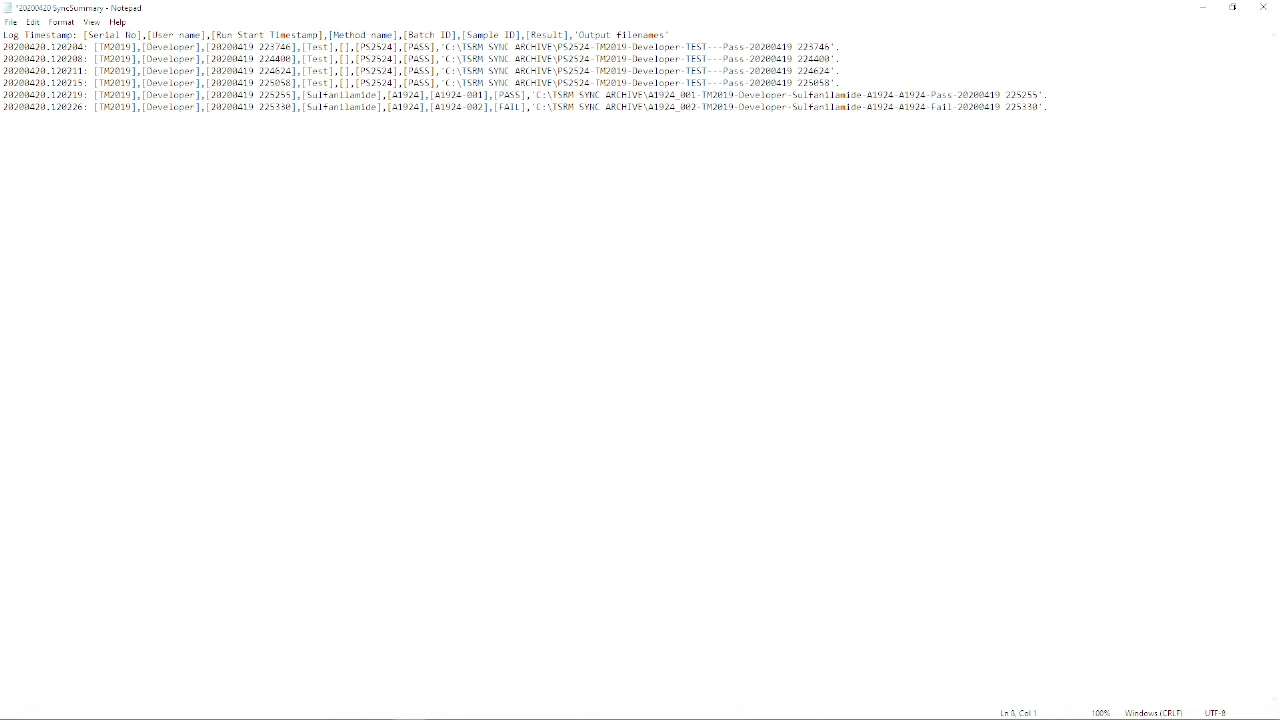 *20200420 SyncSummary - Notepad
File Edit Format View Help
Log Timestamp: [Serial No],[User name],[Run Start Timestamp],[Method name],[Batch ID],[Sample ID],[Result],'Output filenames'
20200420.120204: [TM2019],[Developer],[20200419 223746],[Test],[],[PS2524],[PASS],'C:\TSRM SYNC ARCHIVE\PS2524-TM2019-Developer-TEST---Pass-20200419 223746'.
20200420.120208: [TM2019],[Developer],[20200419 224400],[Test],[],[PS2524],[PASS],'C:\TSRM SYNC ARCHIVE\PS2524-TM2019-Developer-TEST---Pass-20200419 224400'.
20200420.120211: [TM2019],[Developer],[20200419 224624],[Test],[],[PS2524],[PASS],'C:\TSRM SYNC ARCHIVE\PS2524-TM2019-Developer-TEST---Pass-20200419 224624'.
20200420.120215: [TM2019],[Developer],[20200419 225058],[Test],[],[PS2524],[PASS],'C:\TSRM SYNC ARCHIVE\PS2524-TM2019-Developer-TEST---Pass-20200419 225058'.
20200420.120219: [TM2019],[Developer],[20200419 225255],[Sulfanilamide],[A1924],[A1924-001],[PASS],'C:\TSRM SYNC ARCHIVE\A1924_001-TM2019-Developer-Sulfanilamide-A1924-A1924-Pass-20200419 225255'.
20200420.120226: [TM2019],[Developer],[20200419 225330],[Sulfanilamide],[A1924],[A1924-002],[FAIL],'C:\TSRM SYNC ARCHIVE\A1924_002-TM2019-Developer-Sulfanilamide-A1924-A1924-Fail-20200419 225330'.
Ln 8, Col 1 100% Windows (CRLF) UTF-8